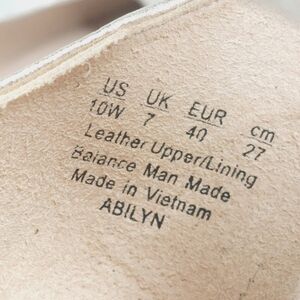 US UK EUR cm
10W 7 40 27
Leather Upper/Lining
Balance Man Made
Made in Vietnam
ABILYN